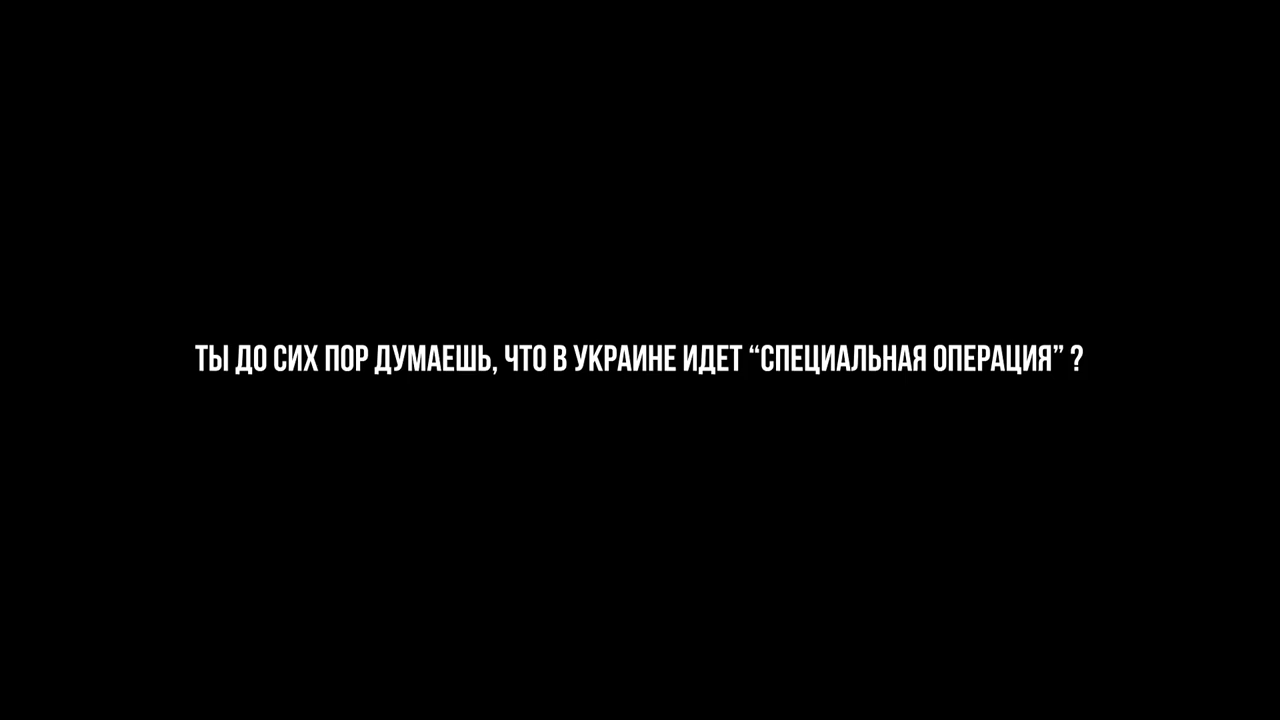 ТЫ ДО СИХ ПОР ДУМАЕШЬ, ЧТО В УКРАИНЕ ИДЕТ “СПЕЦИАЛЬНАЯ ОПЕРАЦИЯ” ?